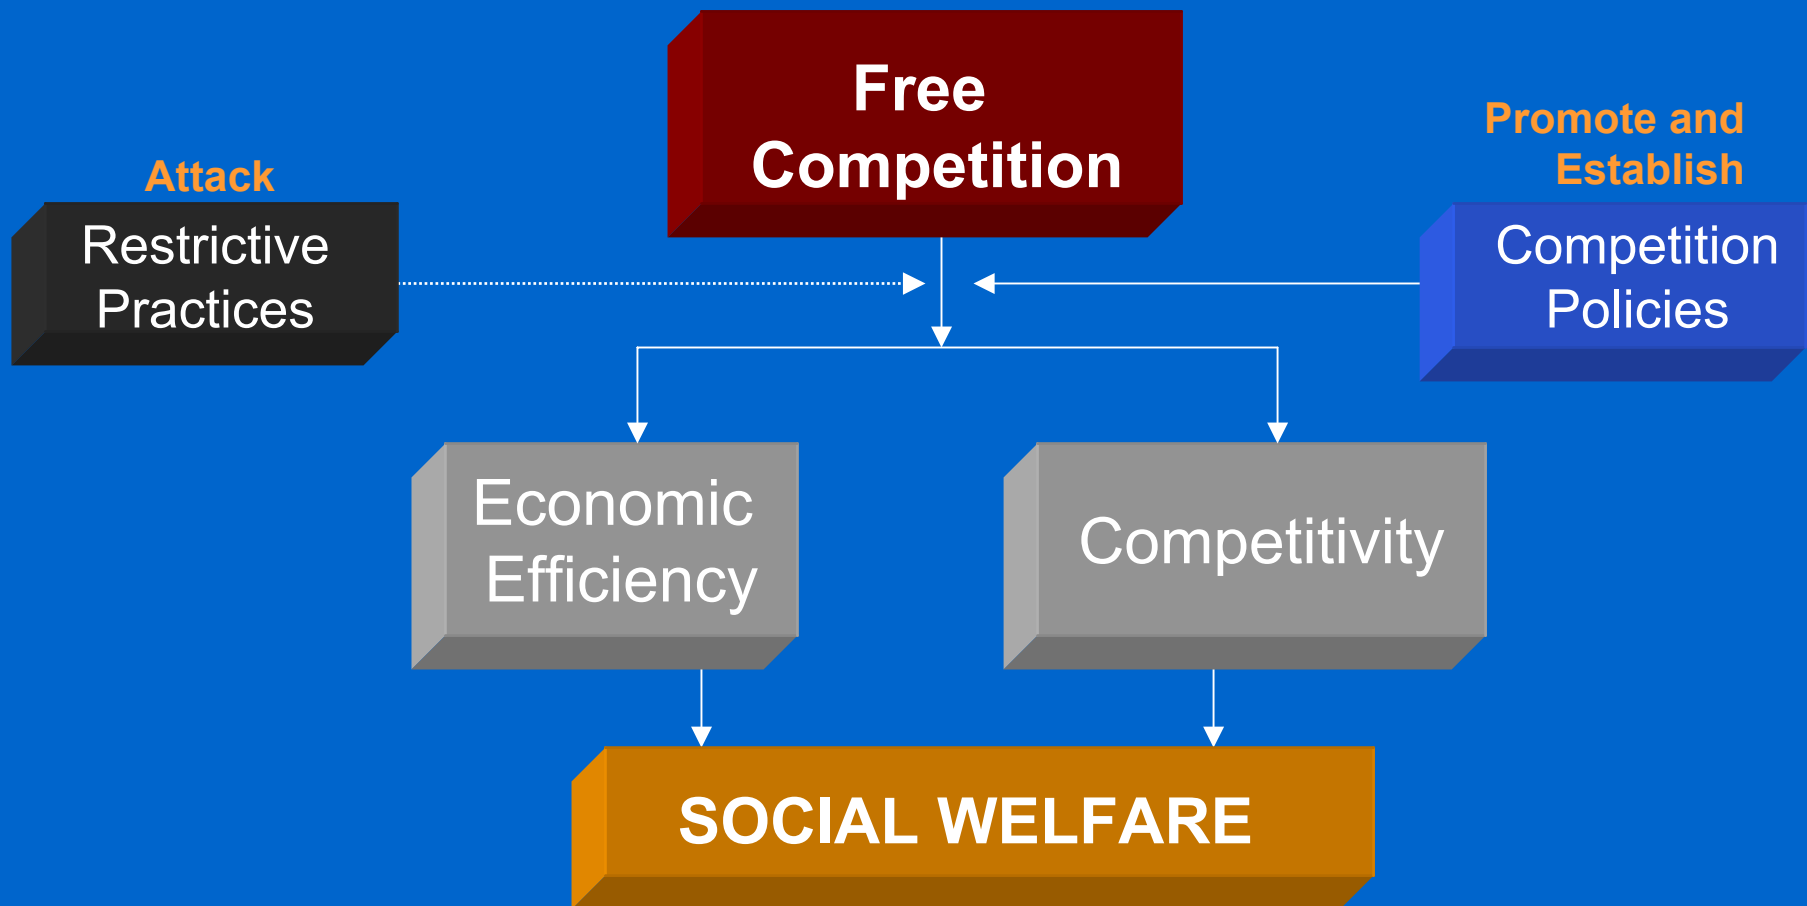 Free
Competition
Attack
Restrictive
Practices
Promote and
Establish
Competition
Policies
Economic
Efficiency
Competitivity
SOCIAL WELFARE